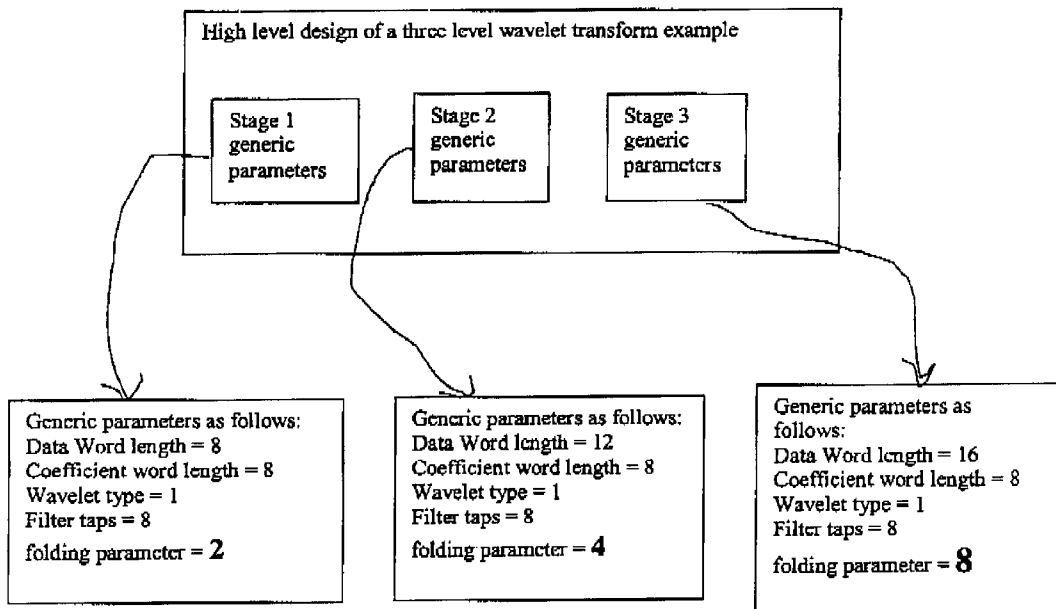 High level design of a three level wavelet transform example
Stage 1
generic
parameters
Stage 2
generic
parameters
Stage 3
generic
parameters
Generic parameters as follows:
Data Word length = 8
Coefficient word length = 8
Wavelet type = 1
Filter taps = 8
folding parameter = 2
Generic parameters as follows:
Data Word length = 12
Coefficient word length = 8
Wavelet type = 1
Filter taps = 8
folding parameter = 4
Generic parameters as
follows:
Data Word length = 16
Coefficient word length = 8
Wavelet type = 1
Filter taps = 8
folding parameter = 8